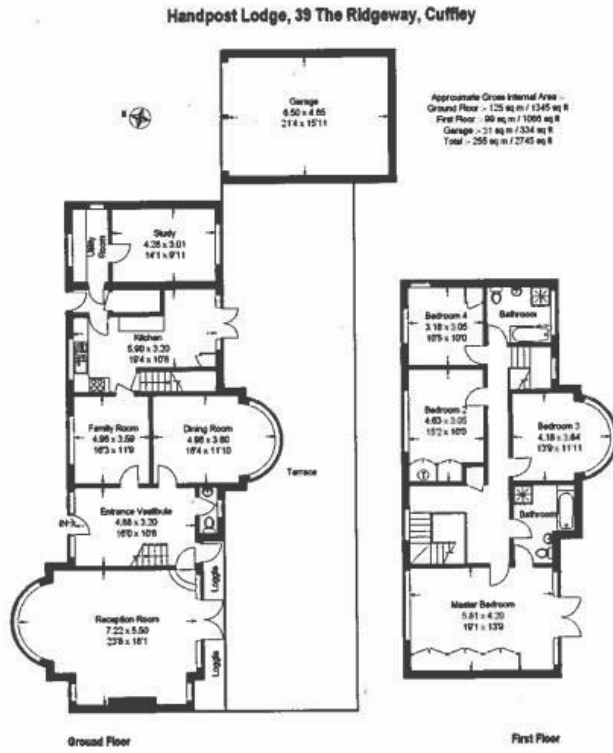 Handpost Lodge, 39 The Ridgeway, Cuffley
Garage
6.50 x 4.85
21'4 x 15'11
Approximate Gross Internal Area :-
Ground Floor :- 125 sq m / 1345 sq ft
First Floor :- 99 sq m / 1066 sq ft
Garage :- 31 sq m / 334 sq ft
Total :- 255 sq m / 2745 sq ft
Utility
Room
Study
4.28 x 3.01
14'1 x 9'11
Kitchen
5.90 x 3.20
19'4 x 10'6
Family Room
4.96 x 3.59
16'3 x 11'9
Dining Room
4.98 x 3.60
16'4 x 11'10
Terrace
Entrance Vestibule
4.88 x 3.20
16'0 x 10'6
IN
Loggia
Reception Room
7.22 x 5.50
23'8 x 18'1
Loggia
Ground Floor
Bedroom 4
3.18 x 3.05
10'5 x 10'0
Bathroom
Bedroom 2
4.63 x 3.05
15'2 x 10'0
Bedroom 3
4.18 x 3.64
13'9 x 11'11
Bathroom
Master Bedroom
5.81 x 4.20
19'1 x 13'9
First Floor